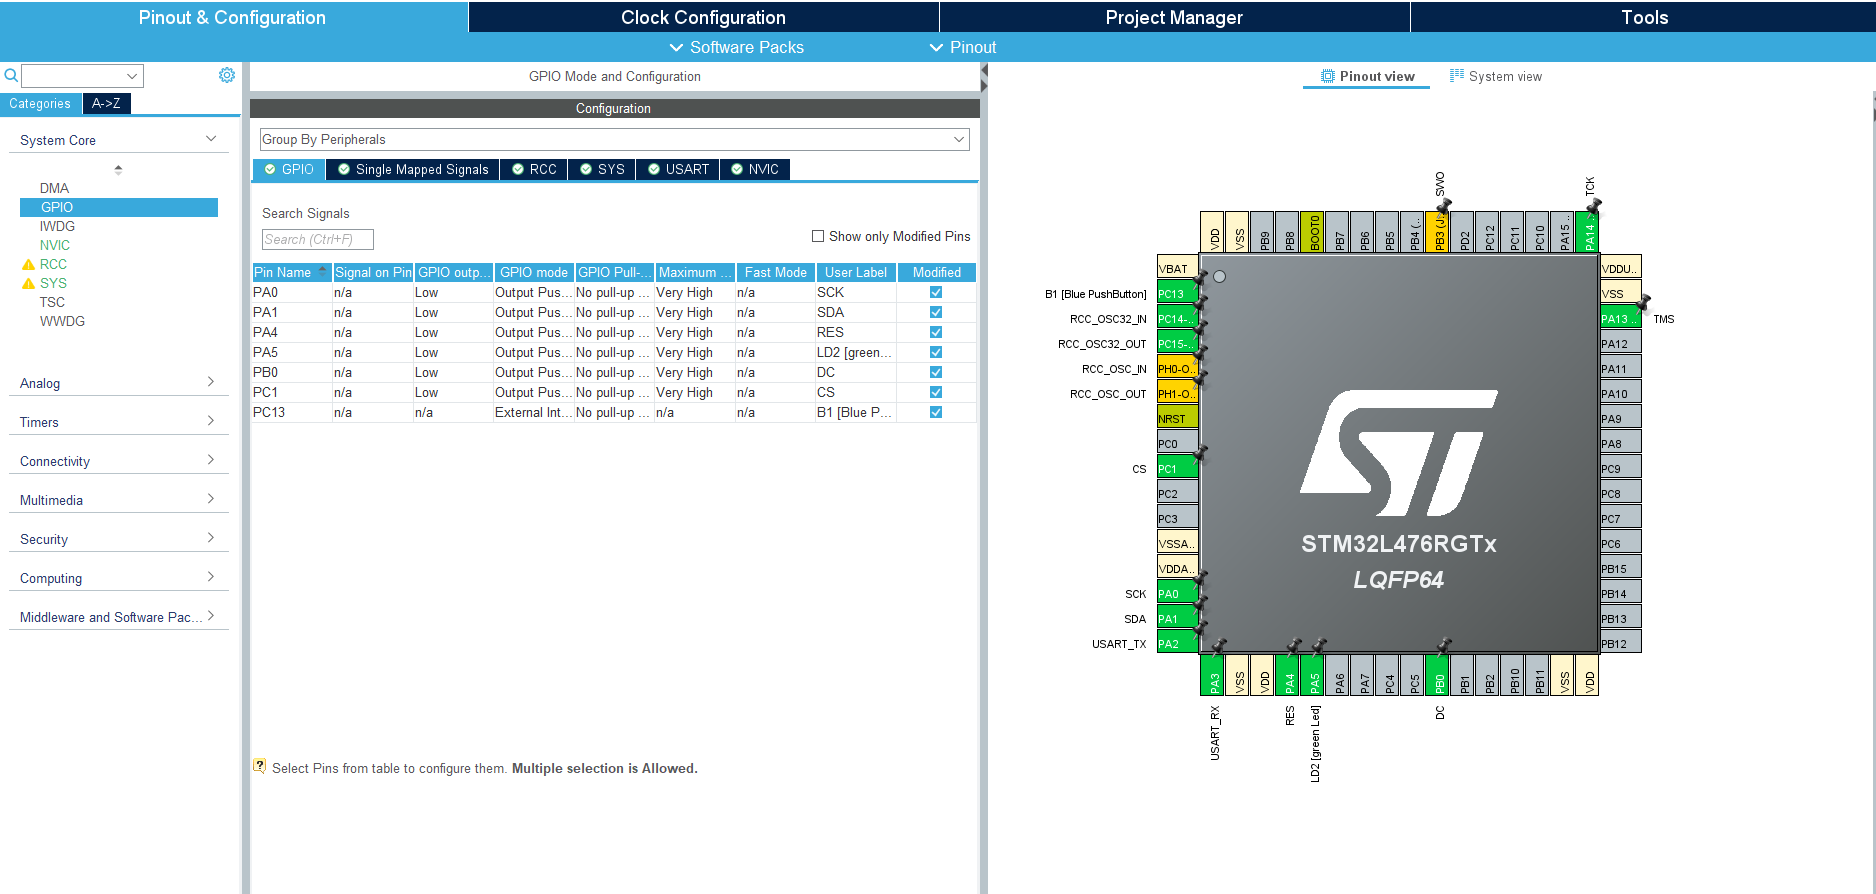 Pinout & Configuration
Clock Configuration
Project Manager
Tools
Software Packs
Pinout
GPIO Mode and Configuration
Pinout view
System view
Categories
A->Z
Configuration
Group By Peripherals
System Core
DMA
GPIO
IWDG
NVIC
RCC
SYS
TSC
WWDG
Analog
Timers
Connectivity
Multimedia
Security
Computing
Middleware and Software Pac...
GPIO
Single Mapped Signals
RCC
SYS
USART
NVIC
Search Signals
Search (Ctrl+F)
Show only Modified Pins
Pin Name Signal on Pin GPIO outp... GPIO mode GPIO Pull-... Maximum ... Fast Mode User Label Modified
PA0 n/a Low Output Pus... No pull-up ... Very High n/a SCK
PA1 n/a Low Output Pus... No pull-up ... Very High n/a SDA
PA4 n/a Low Output Pus... No pull-up ... Very High n/a RES
PA5 n/a Low Output Pus... No pull-up ... Very High n/a LD2 [green...
PB0 n/a Low Output Pus... No pull-up ... Very High n/a DC
PC1 n/a Low Output Pus... No pull-up ... Very High n/a CS
PC13 n/a n/a External Int... No pull-up ... n/a n/a B1 [Blue P...
Select Pins from table to configure them. Multiple selection is Allowed.
SWO
TCK
VDD
VSS
PB9
PB8
BOOT0
PB7
PB6
PB5
PB4 (..
PB3 (J..
PD2
PC12
PC11
PC10
PA15 ..
PA14 ..
VBAT
B1 [Blue PushButton] PC13
RCC_OSC32_IN PC14-..
RCC_OSC32_OUT PC15-..
RCC_OSC_IN PH0-O..
RCC_OSC_OUT PH1-O..
NRST
PC0
CS PC1
PC2
PC3
VSSA..
VDDA..
SCK PA0
SDA PA1
USART_TX PA2
STM32L476RGTx
LQFP64
VDDU..
VSS
PA13 .. TMS
PA12
PA11
PA10
PA9
PA8
PC9
PC8
PC7
PC6
PB15
PB14
PB13
PB12
PA3
VSS
VDD
PA4
PA5
PA6
PA7
PC4
PC5
PB0
PB1
PB2
PB10
PB11
VSS
VDD
USART_RX
RES
LD2 [green Led]
DC